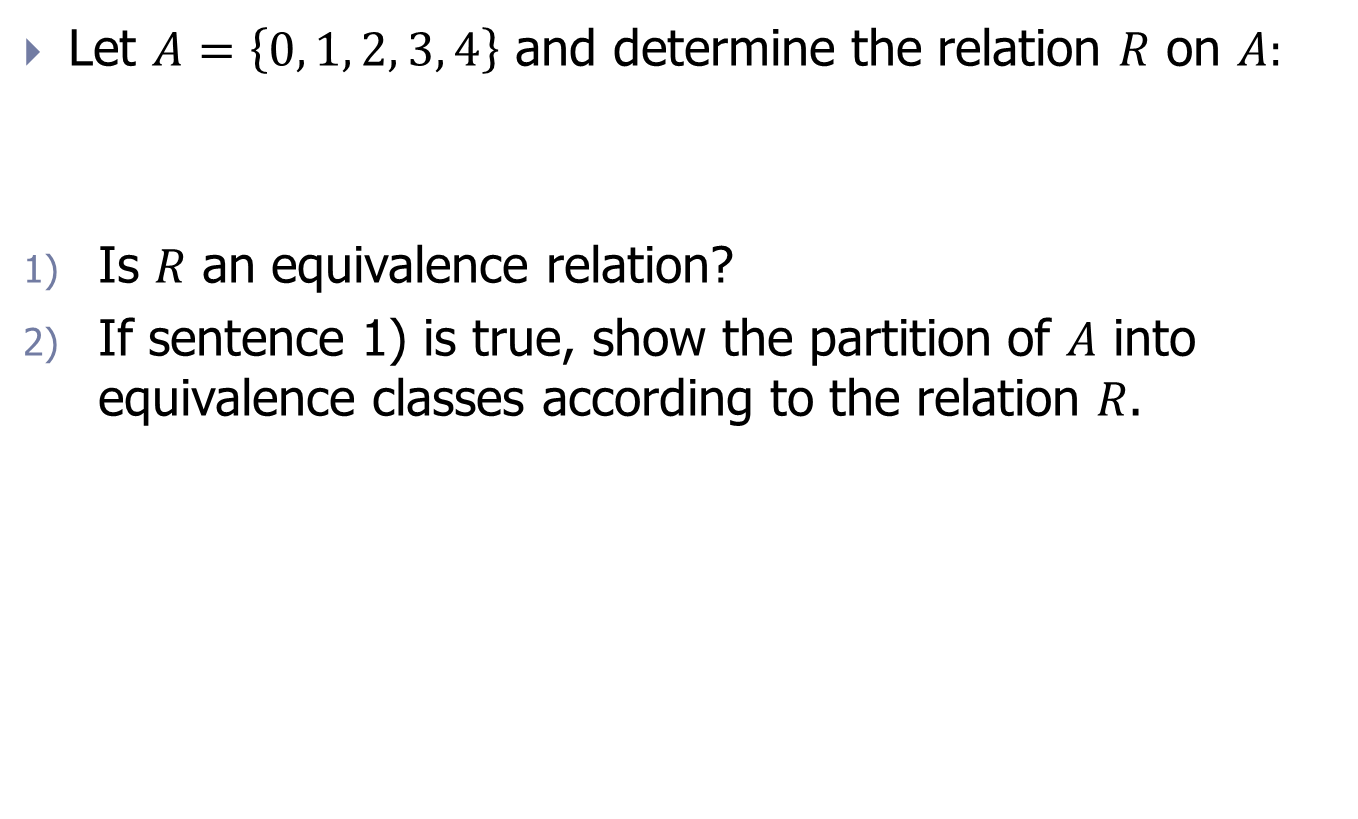 Let A = {0, 1, 2, 3, 4} and determine the relation R on A:
1) Is R an equivalence relation?
2) If sentence 1) is true, show the partition of A into
equivalence classes according to the relation R.